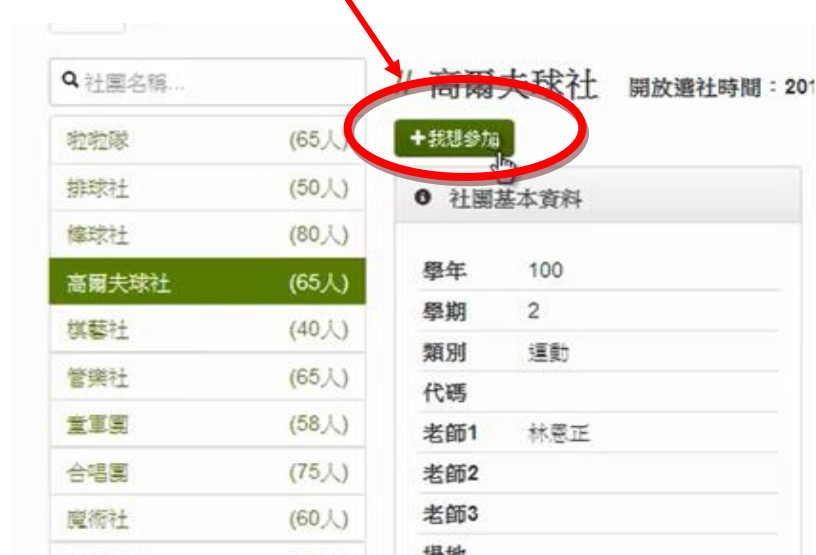 社團名稱...
啦啦隊 (65人)
排球社 (50人)
棒球社 (80人)
高爾夫球社 (65人)
棋藝社 (40人)
管樂社 (65人)
童軍團 (58人)
合唱團 (75人)
魔術社 (60人)
高爾夫球社 開放選社時間：201
+我想參加
社團基本資料
學年 100
學期 2
類別 運動
代碼
老師1 林恩正
老師2
老師3
場地